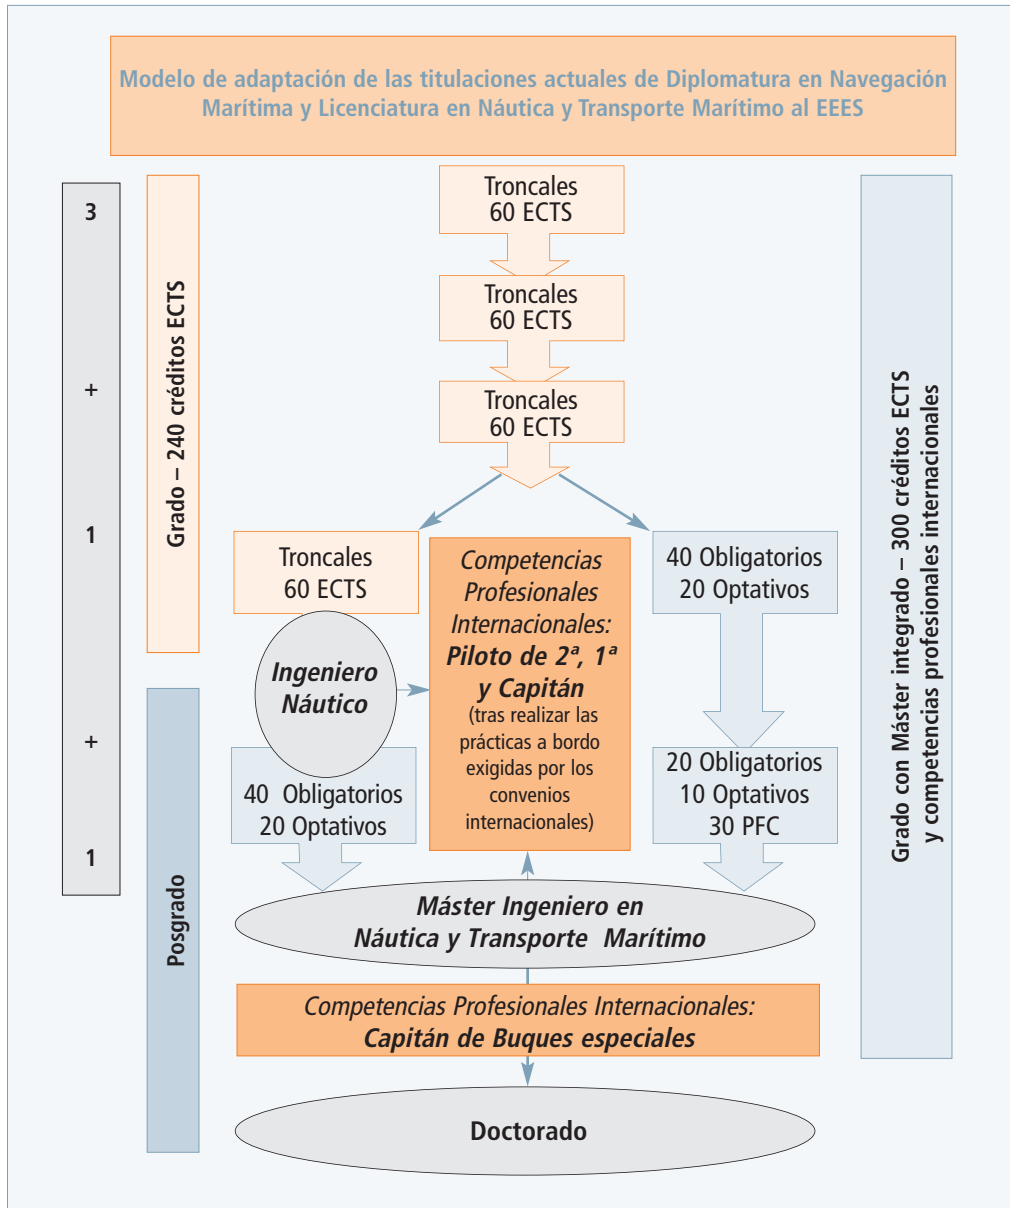 Modelo de adaptación de las titulaciones actuales de Diplomatura en Navegación
Marítima y Licenciatura en Náutica y Transporte Marítimo al EEES
3
+
1
+
1
Grado – 240 créditos ECTS
Posgrado
Troncales
60 ECTS
Troncales
60 ECTS
Troncales
60 ECTS
Troncales
60 ECTS
Ingeniero
Náutico
40 Obligatorios
20 Optativos
Competencias
Profesionales
Internacionales:
Piloto de 2ª, 1ª
y Capitán
(tras realizar las
prácticas a bordo
exigidas por los
convenios
internacionales)
40 Obligatorios
20 Optativos
20 Obligatorios
10 Optativos
30 PFC
Máster Ingeniero en
Náutica y Transporte Marítimo
Competencias Profesionales Internacionales:
Capitán de Buques especiales
Doctorado
Grado con Máster integrado – 300 créditos ECTS
y competencias profesionales internacionales